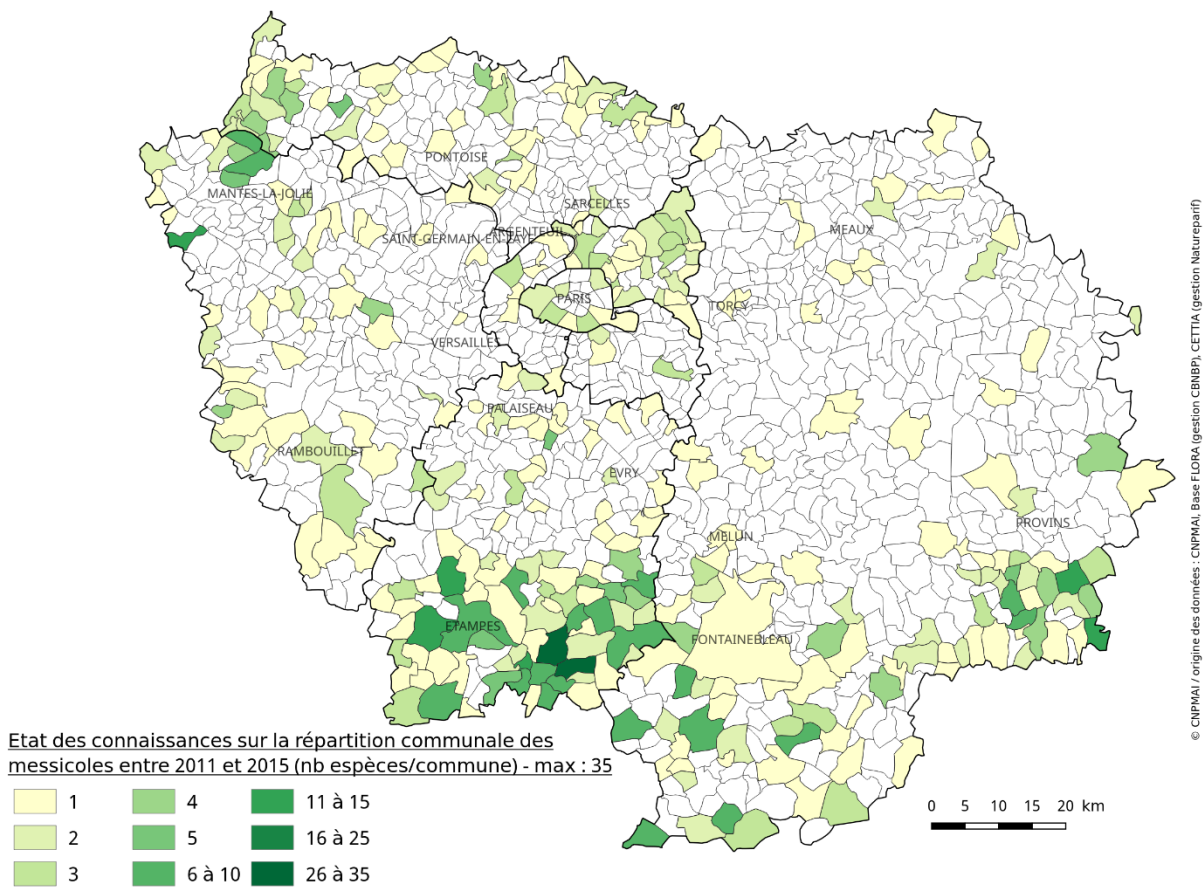 PONTOISE
MANTES-LA-JOLIE
SARCELLES
ARGENTEUIL
SAINT-GERMAIN-EN-LAYE
MEAUX
PARIS
TORCY
VERSAILLES
PALAISEAU
RAMBOUILLET
EVRY
PROVINS
MELUN
ETAMPES
FONTAINEBLEAU
Etat des connaissances sur la répartition communale des
messicoles entre 2011 et 2015 (nb espèces/commune) - max : 35
1 4 11 à 15
2 5 16 à 25
3 6 à 10 26 à 35
0 5 10 15 20 km
© CNPMAI / origine des données : CNPMAI, Base FLORA (gestion CBNBP), CETTIA (gestion Natureparif)